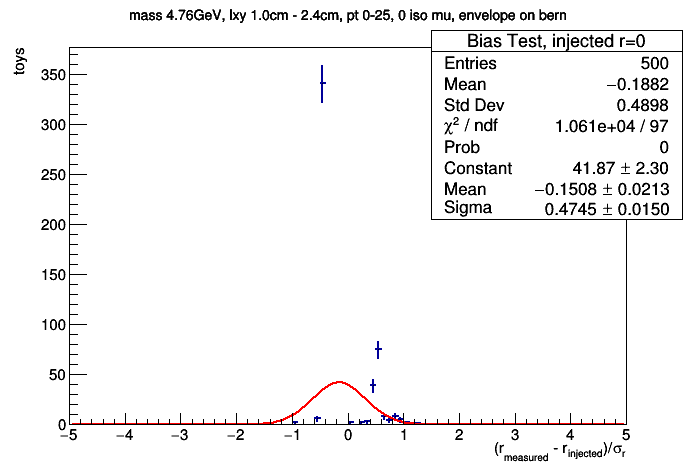 mass 4.76GeV, lxy 1.0cm - 2.4cm, pt 0-25, 0 iso mu, envelope on bern
Bias Test, injected r=0
Entries 500
Mean −0.1882
Std Dev 0.4898
χ² / ndf 1.061e+04 / 97
Prob 0
Constant 41.87 ± 2.30
Mean −0.1508 ± 0.0213
Sigma 0.4745 ± 0.0150
toys
350
300
250
200
150
100
50
0
−5 −4 −3 −2 −1 0 1 2 3 4 5
(r_measured - r_injected)/σ_r